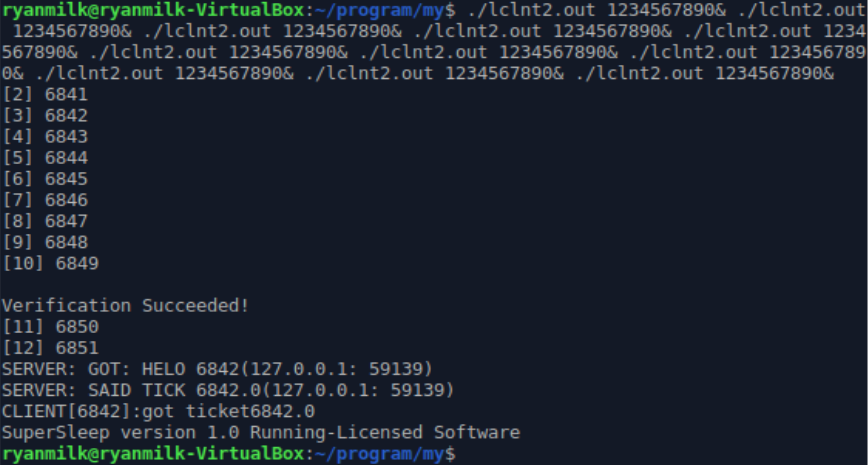 ryanmilk@ryanmilk-VirtualBox:~/program/my$ ./lclnt2.out 1234567890& ./lclnt2.out
 1234567890& ./lclnt2.out 1234567890& ./lclnt2.out 1234567890& ./lclnt2.out 1234
567890& ./lclnt2.out 1234567890& ./lclnt2.out 1234567890& ./lclnt2.out 123456789
0& ./lclnt2.out 1234567890& ./lclnt2.out 1234567890& ./lclnt2.out 1234567890&
[2] 6841
[3] 6842
[4] 6843
[5] 6844
[6] 6845
[7] 6846
[8] 6847
[9] 6848
[10] 6849
Verification Succeeded!
[11] 6850
[12] 6851
SERVER: GOT: HELO 6842(127.0.0.1: 59139)
SERVER: SAID TICK 6842.0(127.0.0.1: 59139)
CLIENT[6842]:got ticket6842.0
SuperSleep version 1.0 Running-Licensed Software
ryanmilk@ryanmilk-VirtualBox:~/program/my$